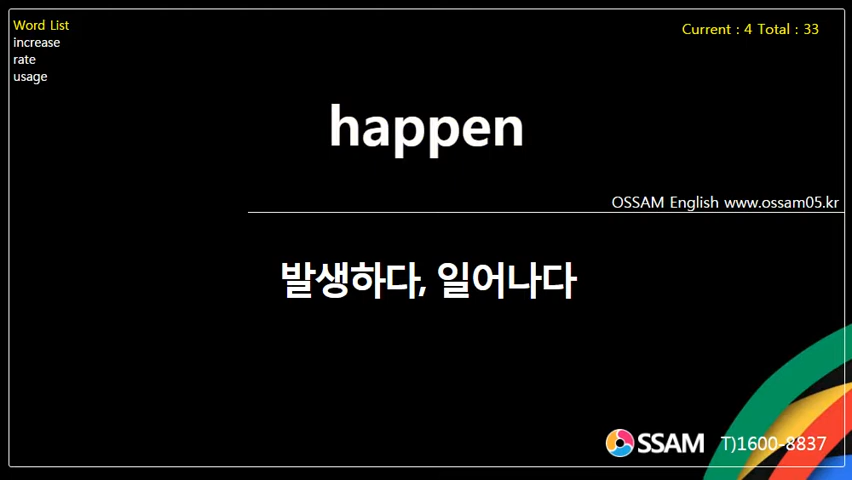 Word List
increase
rate
usage
Current : 4 Total : 33
happen
OSSAM English www.ossam05.kr
발생하다, 일어나다
OSSAM T)1600-8837